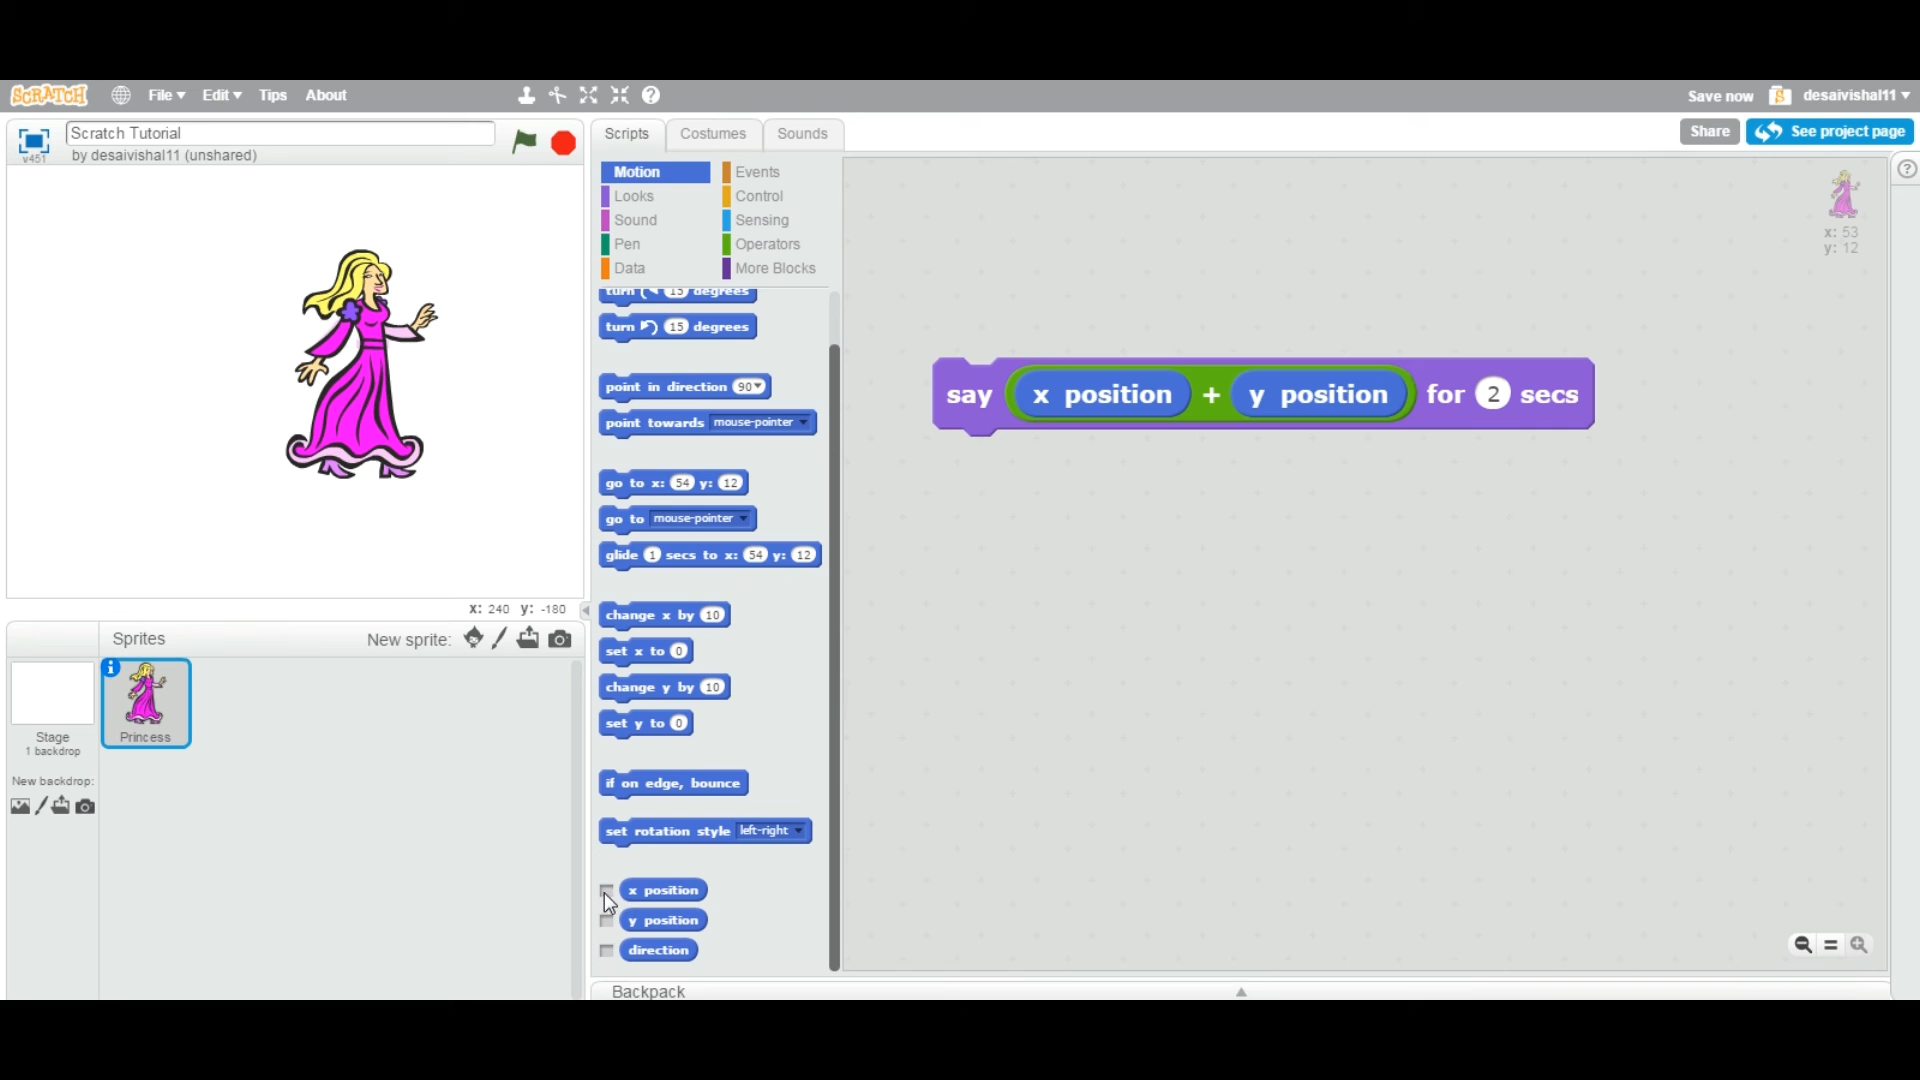 SCRATCH File Edit Tips About Save now desaivishal11
v451
Scratch Tutorial
by desaivishal11 (unshared)
Scripts Costumes Sounds Share See project page
Motion Events
Looks Control
Sound Sensing
Pen Operators
Data More Blocks
x: 53
y: 12
turn 15 degrees
turn 15 degrees
point in direction 90
point towards mouse-pointer
go to x: 54 y: 12
go to mouse-pointer
glide 1 secs to x: 54 y: 12
change x by 10
set x to 0
change y by 10
set y to 0
if on edge, bounce
set rotation style left-right
x position
y position
direction
say x position + y position for 2 secs
x: 240 y: -180
Sprites New sprite:
Princess
Stage
1 backdrop
New backdrop:
Backpack